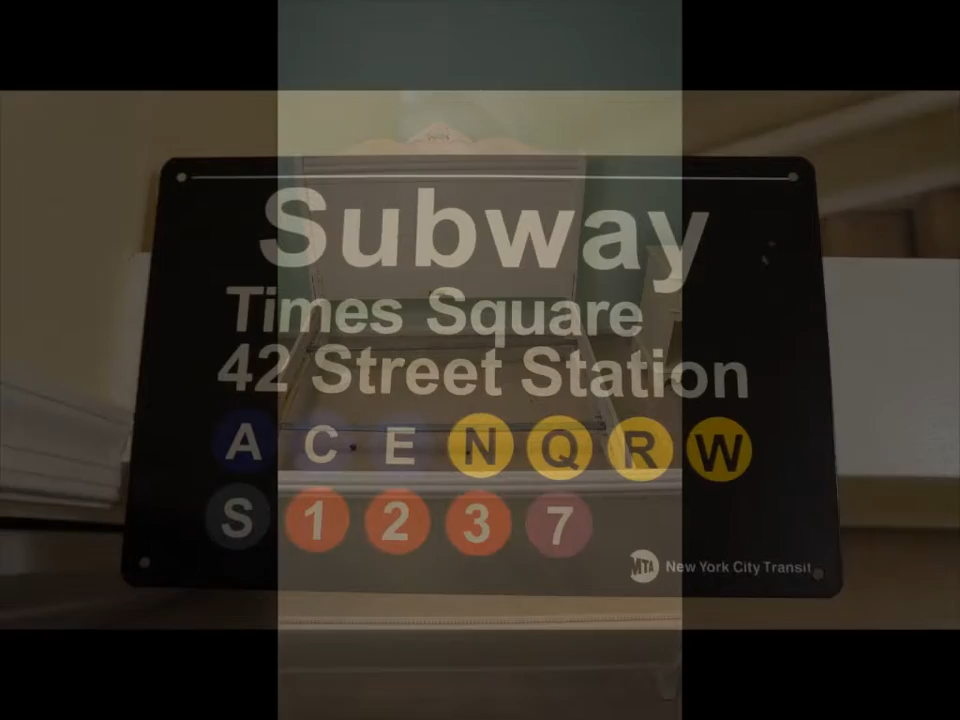 Subway
Times Square
42 Street Station
A C E N Q R W
S 1 2 3 7
MTA New York City Transit